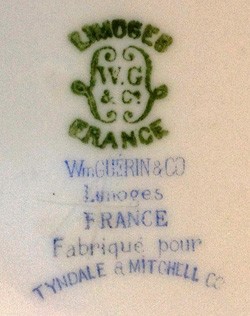 LIMOGES
W.G
& Co.
FRANCE
Wm. GUÉRIN & CO
Limoges
FRANCE
Fabriqué pour
TYNDALE & MITCHELL CO